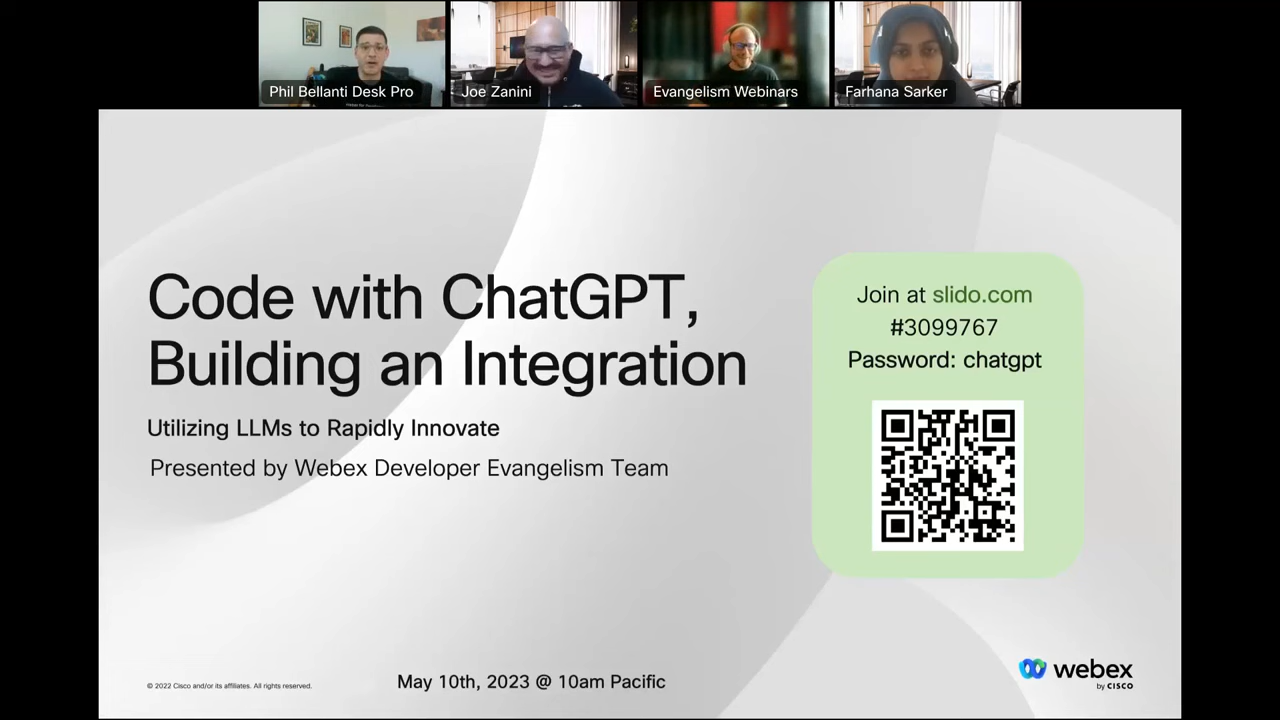 Phil Bellanti Desk Pro
Joe Zanini
Evangelism Webinars
Farhana Sarker
Code with ChatGPT,
Building an Integration
Utilizing LLMs to Rapidly Innovate
Presented by Webex Developer Evangelism Team
Join at slido.com
#3099767
Password: chatgpt
© 2022 Cisco and/or its affiliates. All rights reserved.
May 10th, 2023 @ 10am Pacific
webex
by CISCO